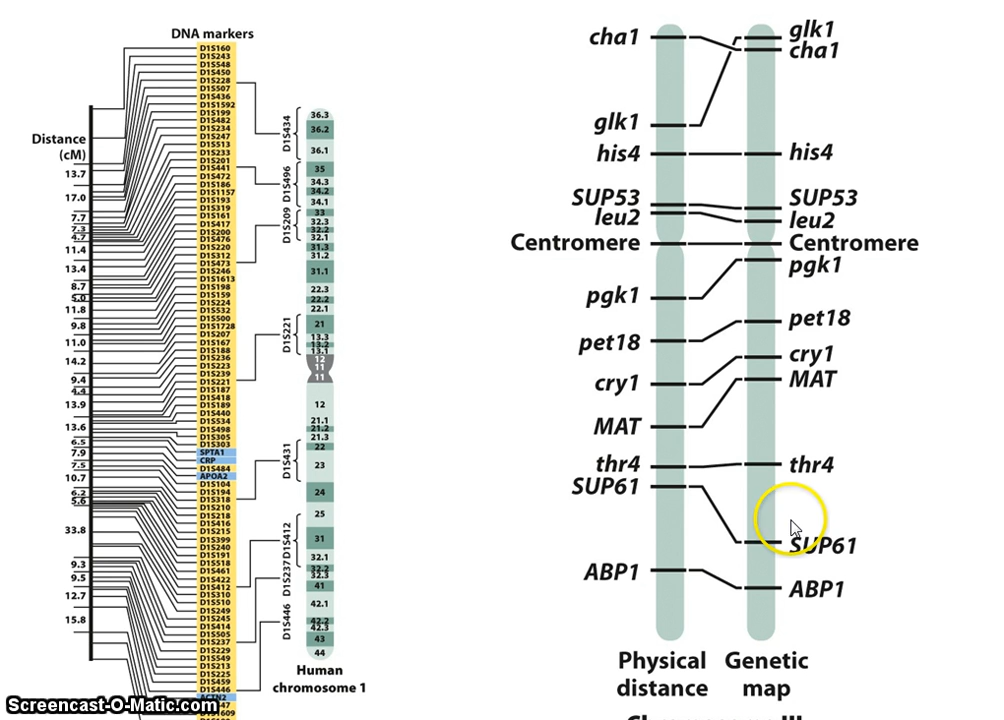 DNA markers
D1S160
D1S243
D1S548
D1S450
D1S228
D1S507
D1S436
D1S1592
D1S199
D1S482
D1S234
D1S247
D1S513
D1S233
D1S201
D1S441
D1S472
D1S186
D1S1157
D1S193
D1S319
D1S161
D1S417
D1S200
D1S476
D1S220
D1S312
D1S473
D1S246
D1S1613
D1S198
D1S159
D1S224
D1S532
D1S500
D1S1728
D1S207
D1S167
D1S188
D1S236
D1S223
D1S239
D1S221
D1S187
D1S418
D1S189
D1S440
D1S534
D1S498
D1S305
D1S303
SPTA1
CRP
D1S484
APOA2
D1S104
D1S194
D1S318
D1S210
D1S218
D1S416
D1S215
D1S399
D1S240
D1S191
D1S518
D1S461
D1S422
D1S412
D1S310
D1S510
D1S249
D1S245
D1S414
D1S505
D1S237
D1S229
D1S549
D1S213
D1S225
D1S459
D1S446
ACTN2
Distance
(cM)
13.7
17.0
7.7
7.3
4.7
11.4
13.4
8.7
5.0
11.8
9.8
11.0
14.2
9.4
4.4
13.9
13.6
6.5
7.9
7.5
10.7
6.2
5.6
33.8
9.3
9.5
12.7
15.8
D1S434
D1S496
D1S209
D1S221
D1S431
D1S412
D1S237
D1S446
36.3
36.2
36.1
35
34.3
34.2
34.1
33
32.3
32.2
32.1
31.3
31.2
31.1
22.3
22.2
22.1
21
13.3
13.2
13.1
12
11
11
12
21.1
21.2
21.3
22
23
24
25
31
32.1
32.2
32.3
41
42.1
42.2
42.3
43
44
Human
chromosome 1
cha1
glk1
his4
SUP53
leu2
Centromere
pgk1
pet18
cry1
MAT
thr4
SUP61
ABP1
glk1
cha1
his4
SUP53
leu2
Centromere
pgk1
pet18
cry1
MAT
thr4
SUP61
ABP1
Physical
distance
Genetic
map
Screencast-O-Matic.com